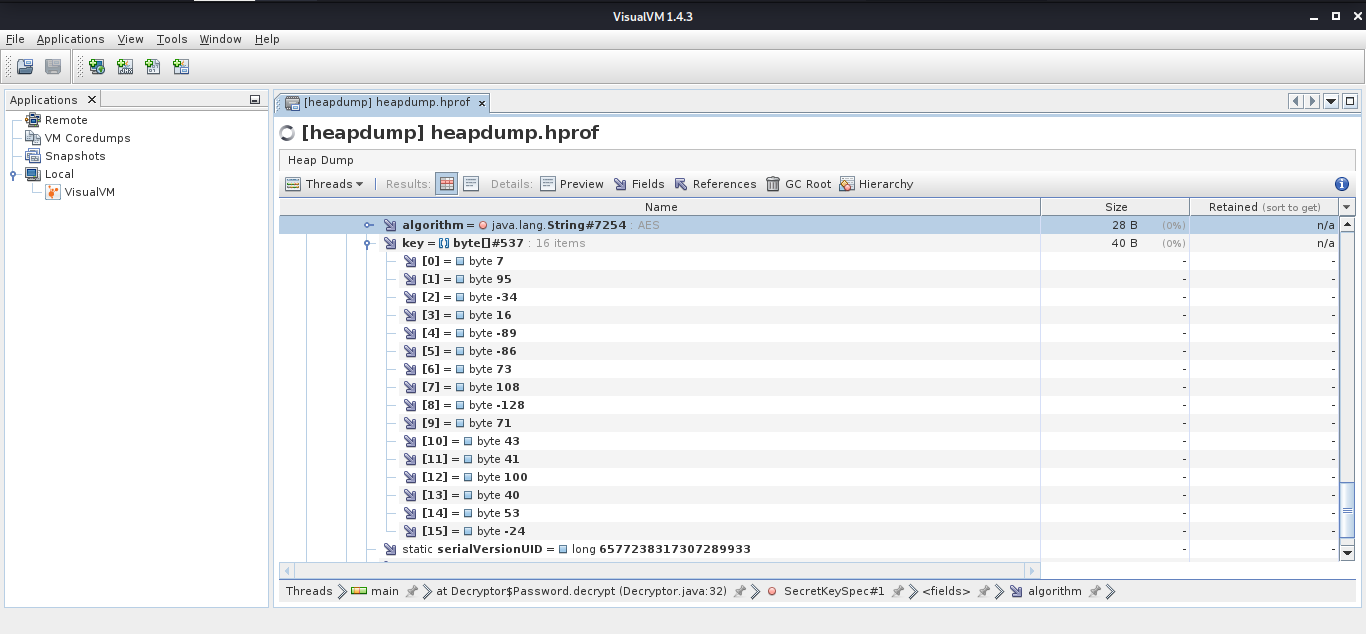 VisualVM 1.4.3
File Applications View Tools Window Help
Applications
Remote
VM Coredumps
Snapshots
Local
VisualVM
[heapdump] heapdump.hprof
[heapdump] heapdump.hprof
Heap Dump
Threads Results: Details: Preview Fields References GC Root Hierarchy
Name Size Retained (sort to get)
algorithm = java.lang.String#7254 : AES 28 B (0%) n/a
key = byte[]#537 : 16 items 40 B (0%) n/a
[0] = byte 7 - -
[1] = byte 95 - -
[2] = byte -34 - -
[3] = byte 16 - -
[4] = byte -89 - -
[5] = byte -86 - -
[6] = byte 73 - -
[7] = byte 108 - -
[8] = byte -128 - -
[9] = byte 71 - -
[10] = byte 43 - -
[11] = byte 41 - -
[12] = byte 100 - -
[13] = byte 40 - -
[14] = byte 53 - -
[15] = byte -24 - -
static serialVersionUID = long 6577238317307289933 - -
Threads main at Decryptor$Password.decrypt (Decryptor.java:32) SecretKeySpec#1 <fields> algorithm